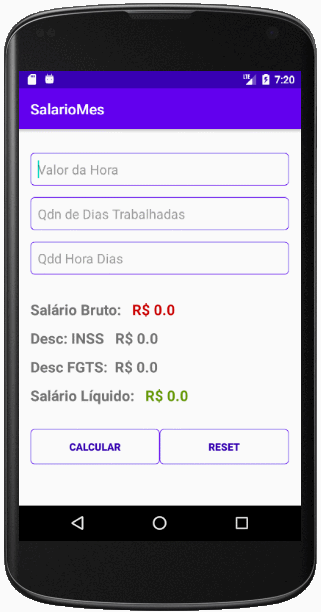 LTE 7:20
SalarioMes
Valor da Hora
Qdn de Dias Trabalhadas
Qdd Hora Dias
Salário Bruto: R$ 0.0
Desc: INSS R$ 0.0
Desc FGTS: R$ 0.0
Salário Líquido: R$ 0.0
CALCULAR RESET